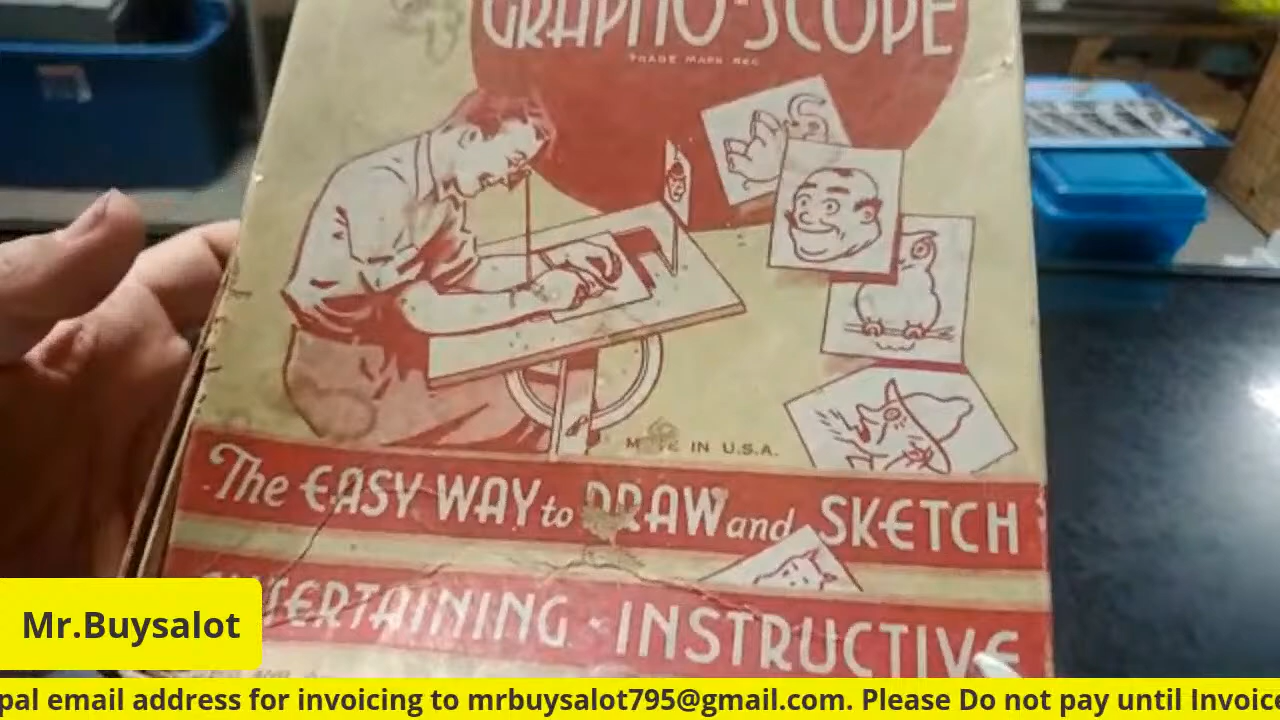 GRAPHO-SCOPE
TRADE MARK REG
MADE IN U.S.A.
The EASY WAY to DRAW and SKETCH
ENTERTAINING - INSTRUCTIVE
Mr.Buysalot
pal email address for invoicing to mrbuysalot795@gmail.com. Please Do not pay until Invoice